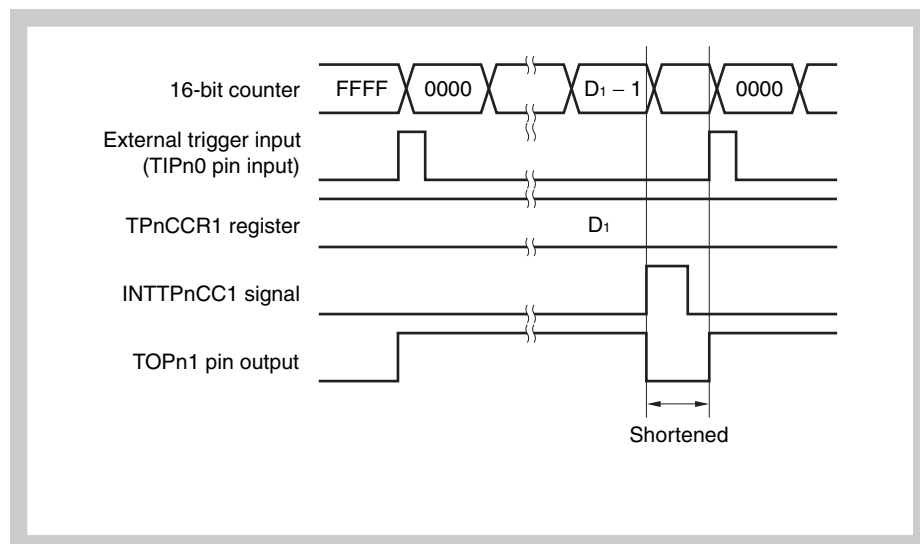 16-bit counter FFFF 0000 D₁ − 1 0000
External trigger input
(TIPn0 pin input)
TPnCCR1 register D₁
INTTPnCC1 signal
TOPn1 pin output
Shortened